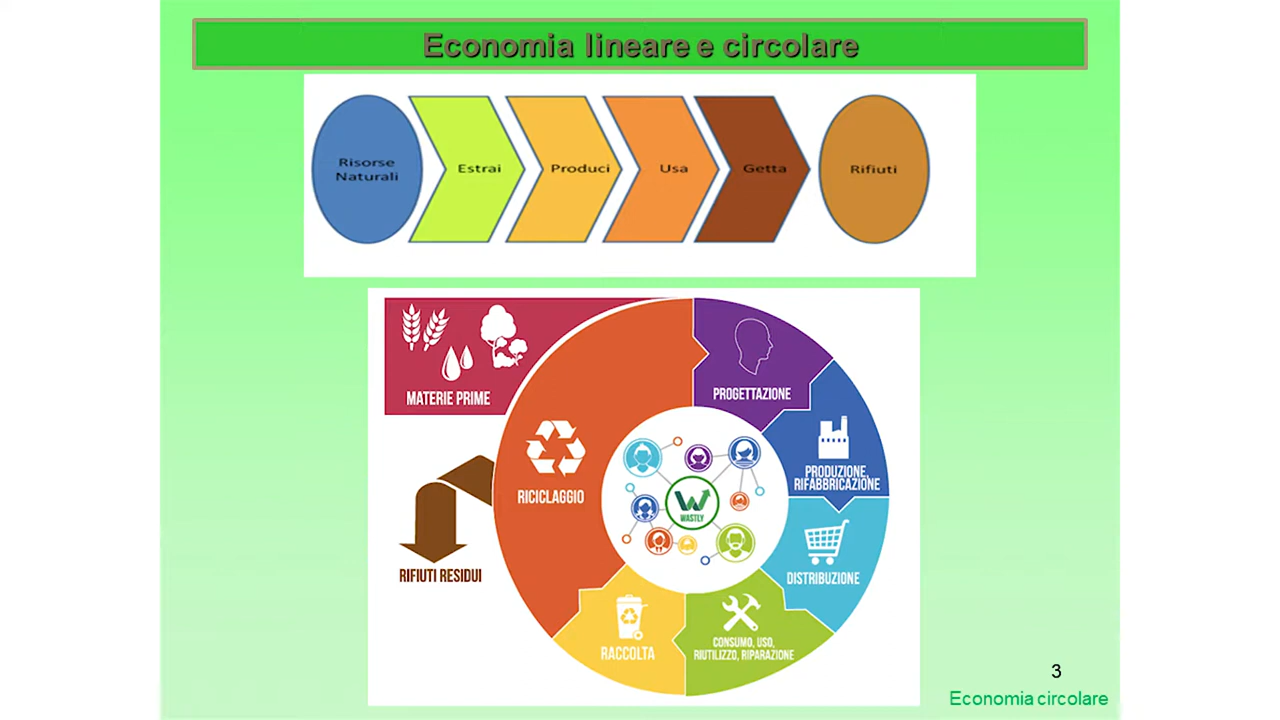 Economia lineare e circolare
Risorse
Naturali
Estrai
Produci
Usa
Getta
Rifiuti
MATERIE PRIME
PROGETTAZIONE
PRODUZIONE,
RIFABBRICAZIONE
RICICLAGGIO
WASTLY
RIFIUTI RESIDUI
DISTRIBUZIONE
CONSUMO, USO,
RIUTILIZZO, RIPARAZIONE
RACCOLTA
3
Economia circolare